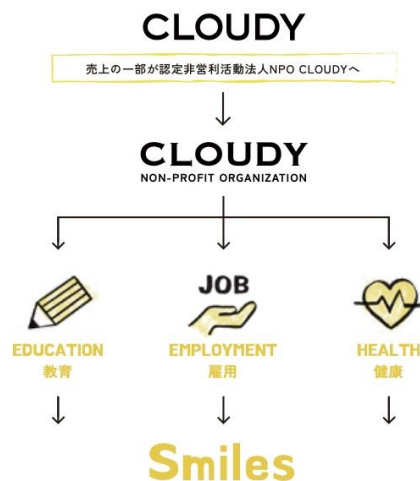 CLOUDY
売上の一部が認定非営利活動法人NPO CLOUDYへ
CLOUDY
NON-PROFIT ORGANIZATION
JOB
EDUCATION
教育
EMPLOYMENT
雇用
HEALTH
健康
Smiles